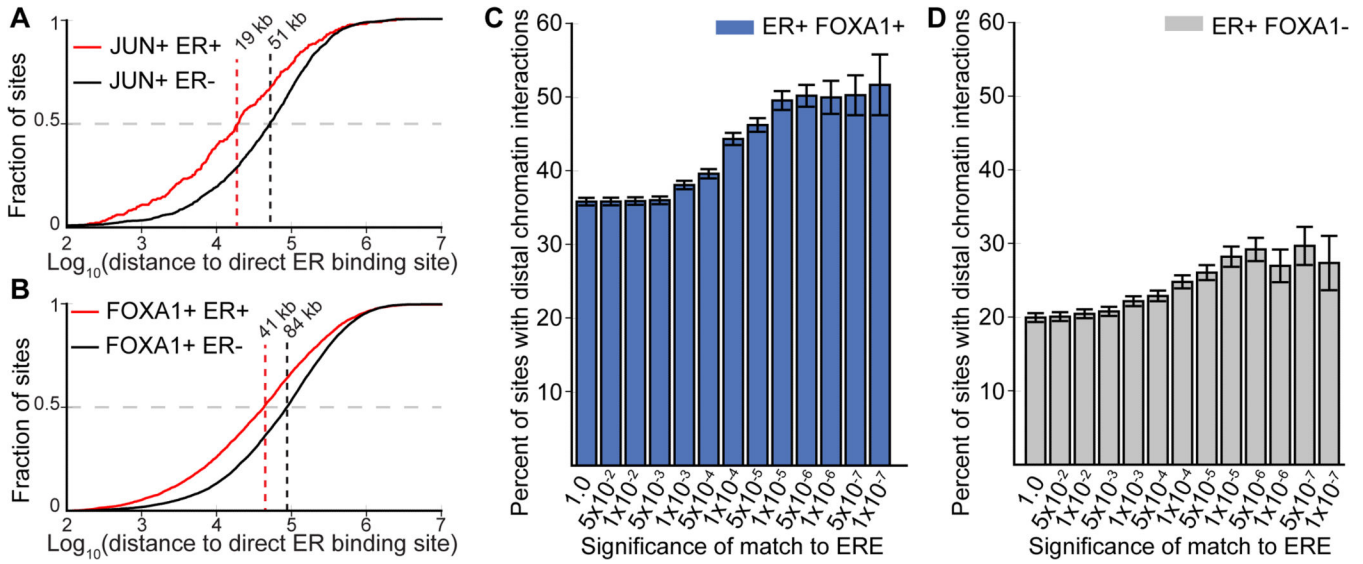 A
1
19 kb
51 kb
JUN+ ER+
JUN+ ER-
0.5
0
Fraction of sites
2 3 4 5 6 7
Log₁₀(distance to direct ER binding site)
B
1
41 kb
84 kb
FOXA1+ ER+
FOXA1+ ER-
0.5
0
Fraction of sites
2 3 4 5 6 7
Log₁₀(distance to direct ER binding site)
C
ER+ FOXA1+
60
50
40
30
20
10
Percent of sites with distal chromatin interactions
1.0
5x10⁻²
1x10⁻²
5x10⁻³
1x10⁻³
5x10⁻⁴
1x10⁻⁴
5x10⁻⁵
1x10⁻⁵
5x10⁻⁶
1x10⁻⁶
5x10⁻⁷
1x10⁻⁷
Significance of match to ERE
D
ER+ FOXA1-
60
50
40
30
20
10
Percent of sites with distal chromatin interactions
1.0
5x10⁻²
1x10⁻²
5x10⁻³
1x10⁻³
5x10⁻⁴
1x10⁻⁴
5x10⁻⁵
1x10⁻⁵
5x10⁻⁶
1x10⁻⁶
5x10⁻⁷
1x10⁻⁷
Significance of match to ERE